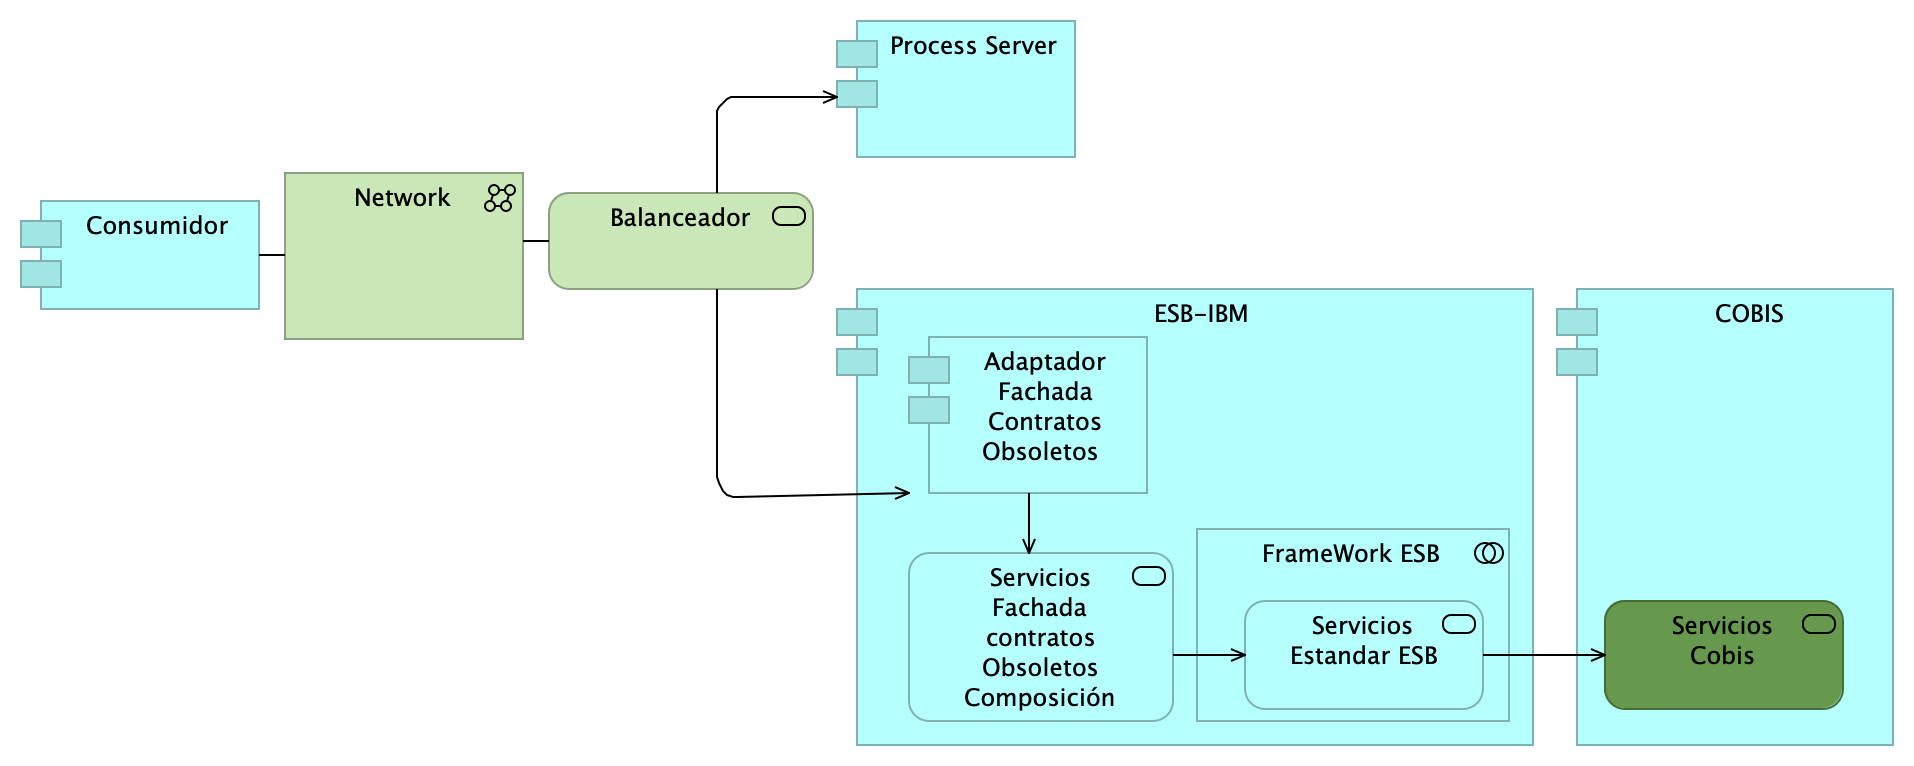 Process Server
Consumidor
Network
Balanceador
ESB-IBM
Adaptador
Fachada
Contratos
Obsoletos
Servicios
Fachada
contratos
Obsoletos
Composición
FrameWork ESB
Servicios
Estandar ESB
COBIS
Servicios
Cobis